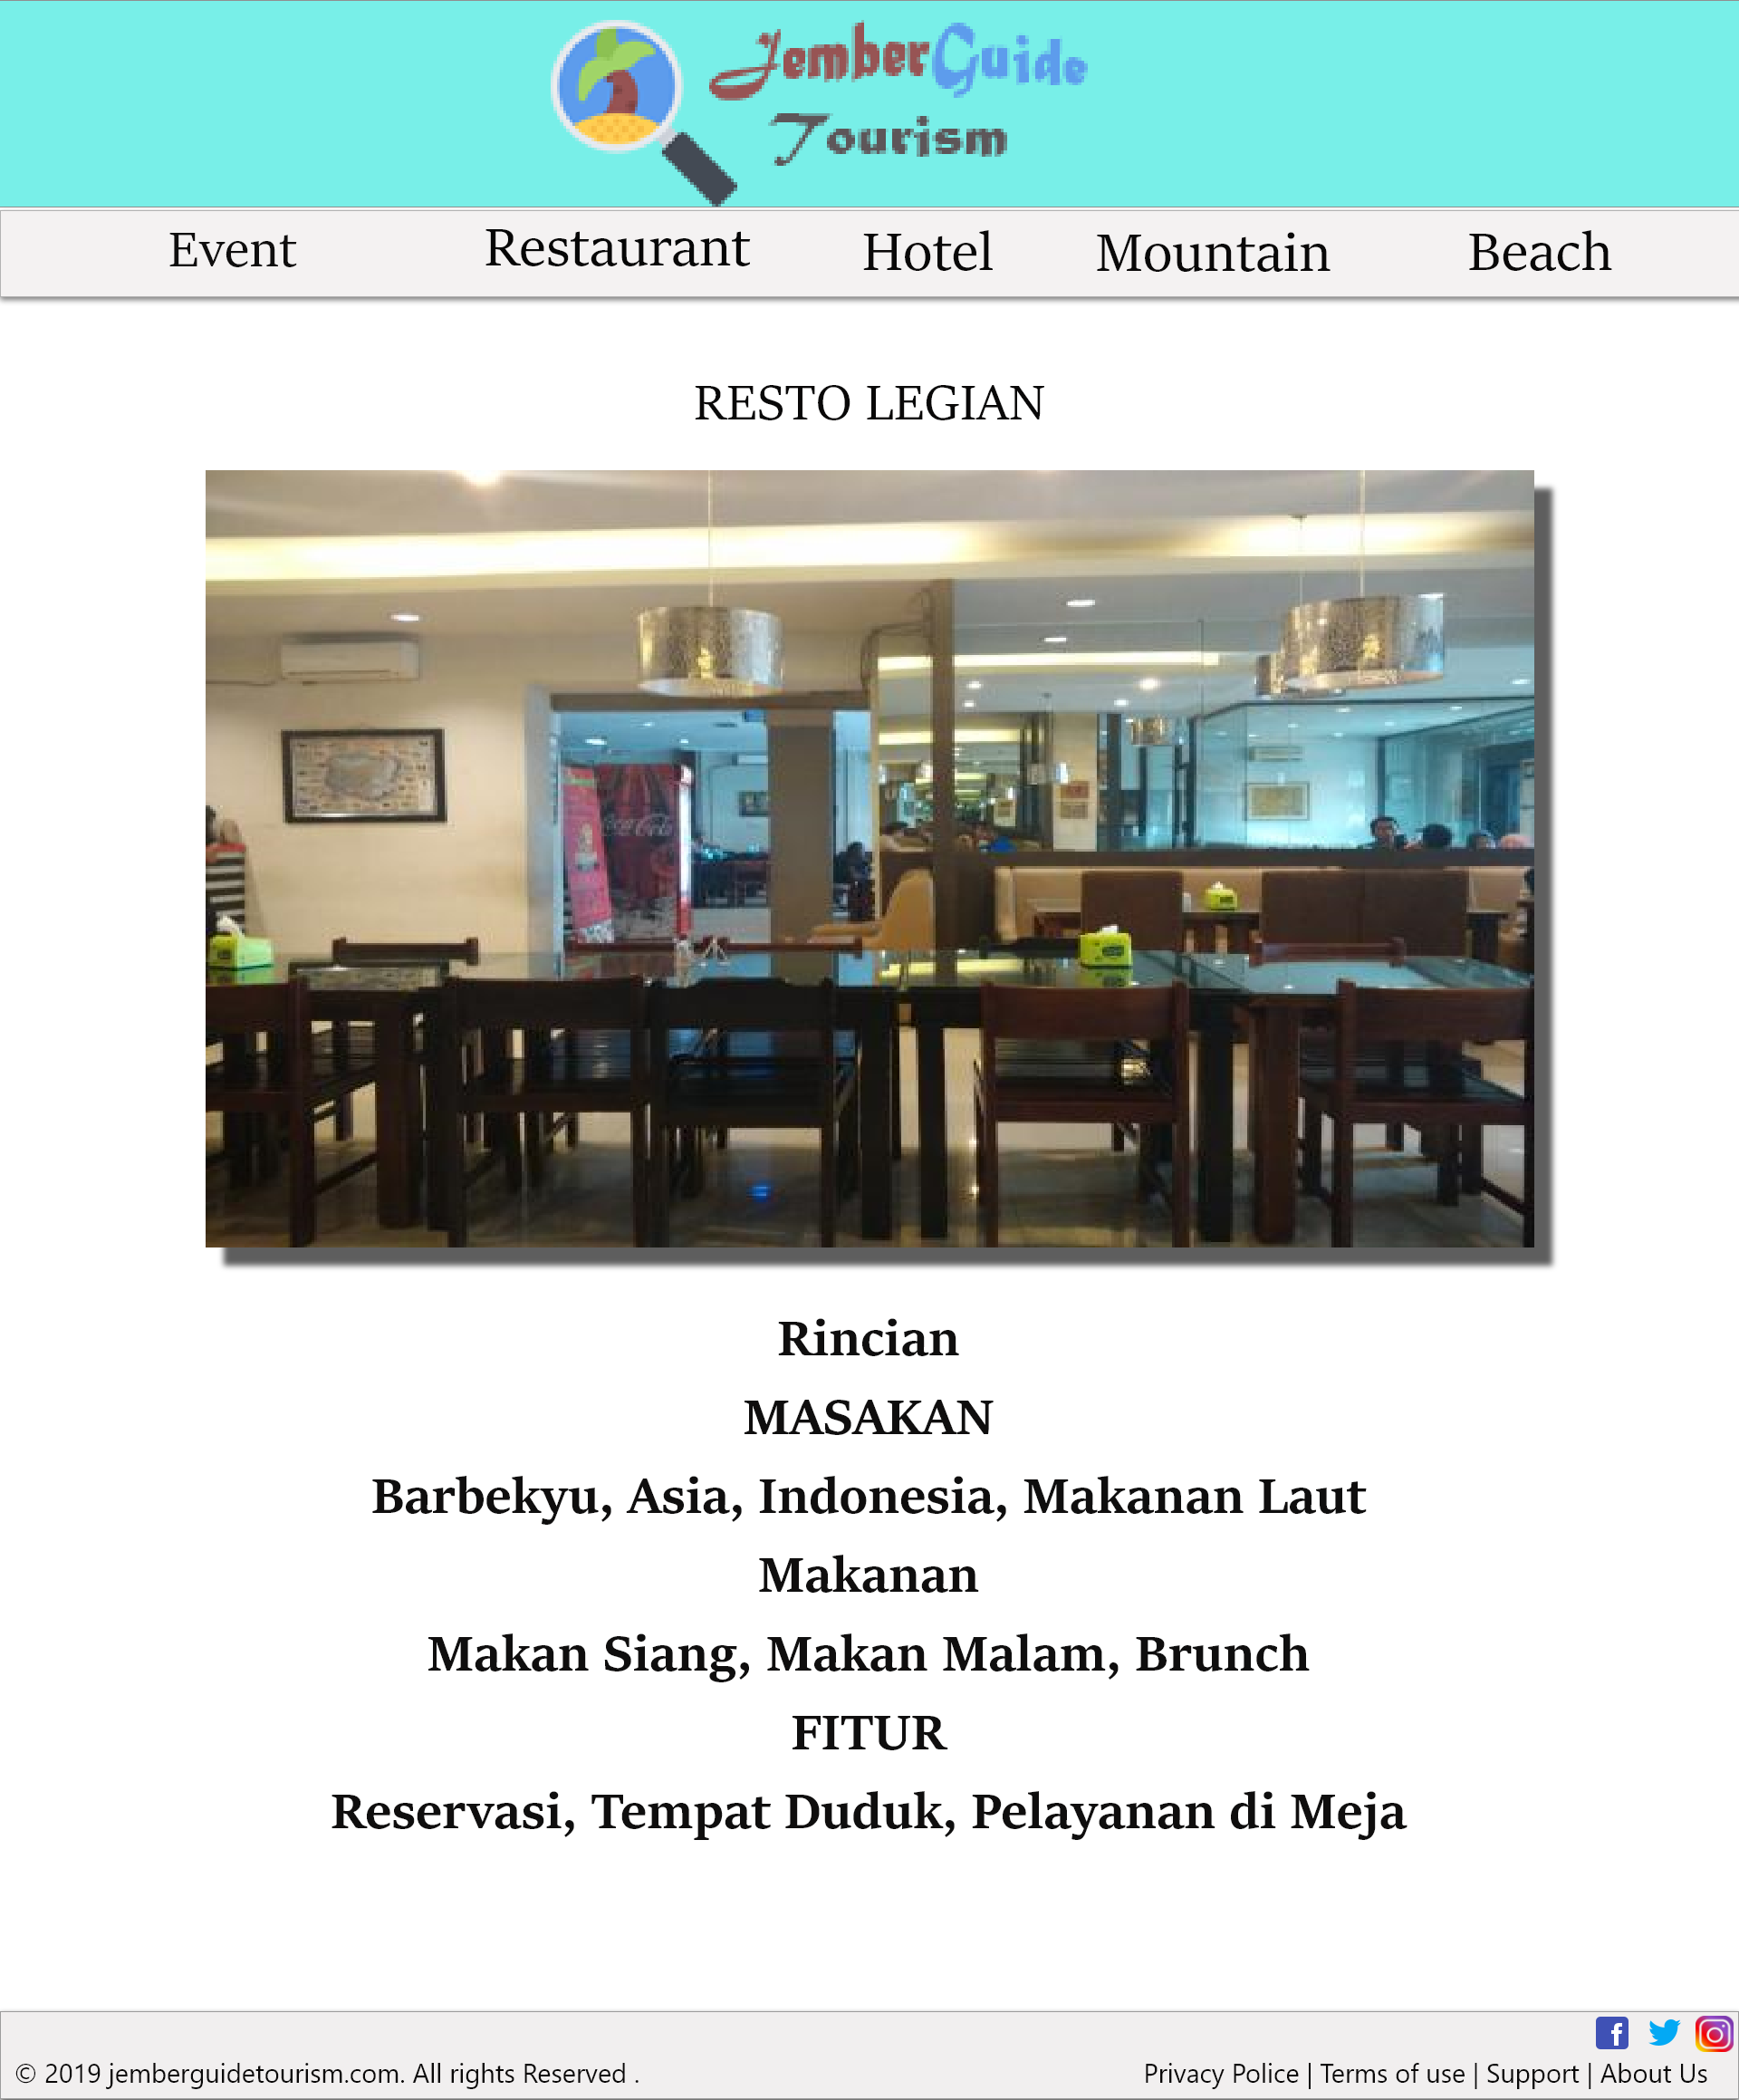 JemberGuide
Tourism
Event Restaurant Hotel Mountain Beach
RESTO LEGIAN
Coca-Cola
Rincian
MASAKAN
Barbekyu, Asia, Indonesia, Makanan Laut
Makanan
Makan Siang, Makan Malam, Brunch
FITUR
Reservasi, Tempat Duduk, Pelayanan di Meja
© 2019 jemberguidetourism.com. All rights Reserved .
Privacy Police | Terms of use | Support | About Us